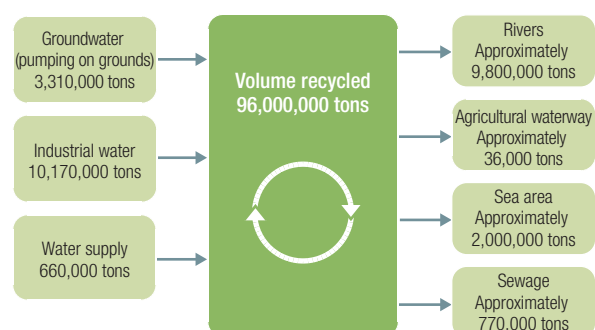 Groundwater
(pumping on grounds)
3,310,000 tons
Industrial water
10,170,000 tons
Water supply
660,000 tons
Volume recycled
96,000,000 tons
Rivers
Approximately
9,800,000 tons
Agricultural waterway
Approximately
36,000 tons
Sea area
Approximately
2,000,000 tons
Sewage
Approximately
770,000 tons